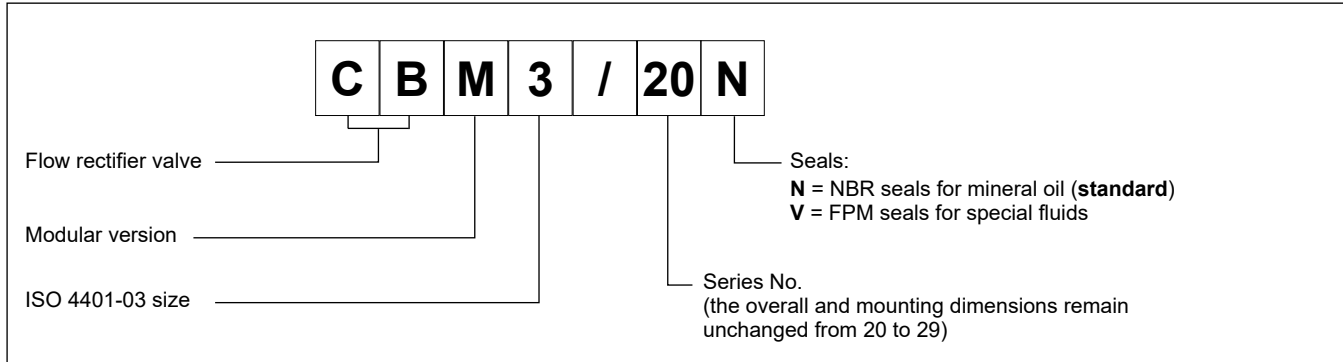 C B M 3 / 20 N
Flow rectifier valve
Modular version
ISO 4401-03 size
Seals:
N = NBR seals for mineral oil (standard)
V = FPM seals for special fluids
Series No.
(the overall and mounting dimensions remain
unchanged from 20 to 29)